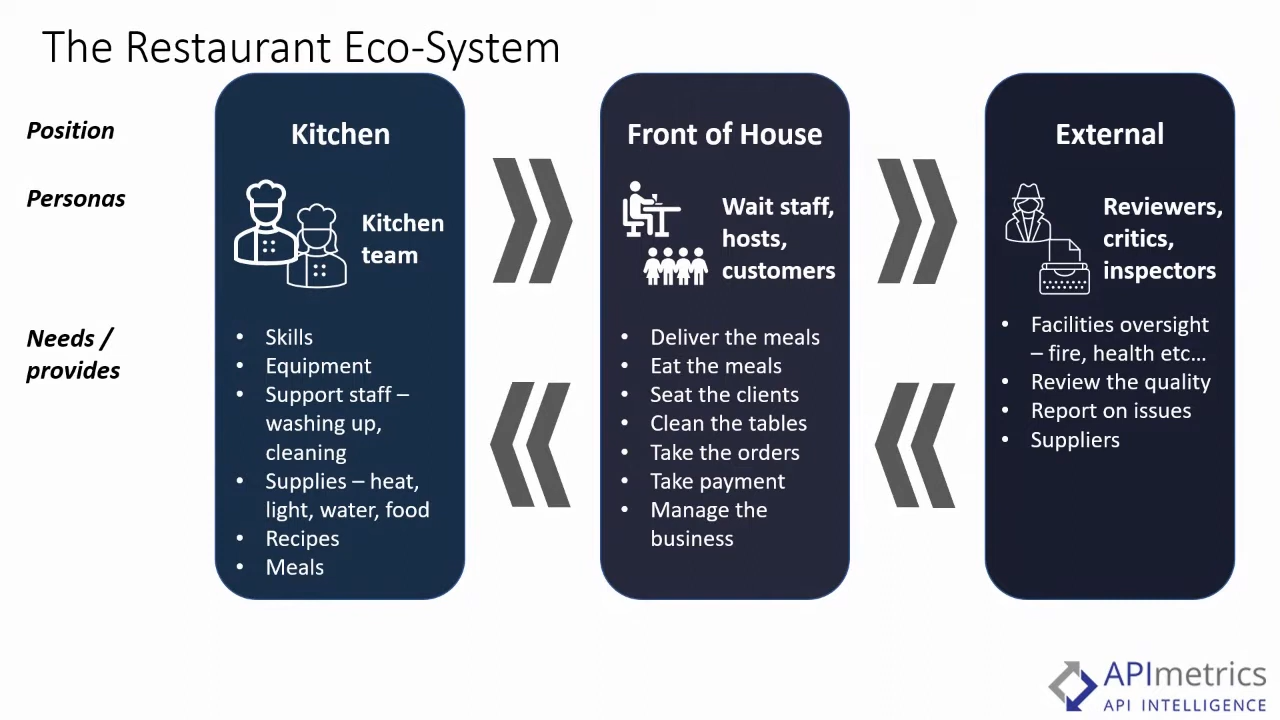 The Restaurant Eco-System
Position
Personas
Needs /
provides
Kitchen
Kitchen
team
• Skills
• Equipment
• Support staff –
washing up,
cleaning
• Supplies – heat,
light, water, food
• Recipes
• Meals
Front of House
Wait staff,
hosts,
customers
• Deliver the meals
• Eat the meals
• Seat the clients
• Clean the tables
• Take the orders
• Take payment
• Manage the
business
External
Reviewers,
critics,
inspectors
• Facilities oversight
– fire, health etc...
• Review the quality
• Report on issues
• Suppliers
APImetrics
API INTELLIGENCE